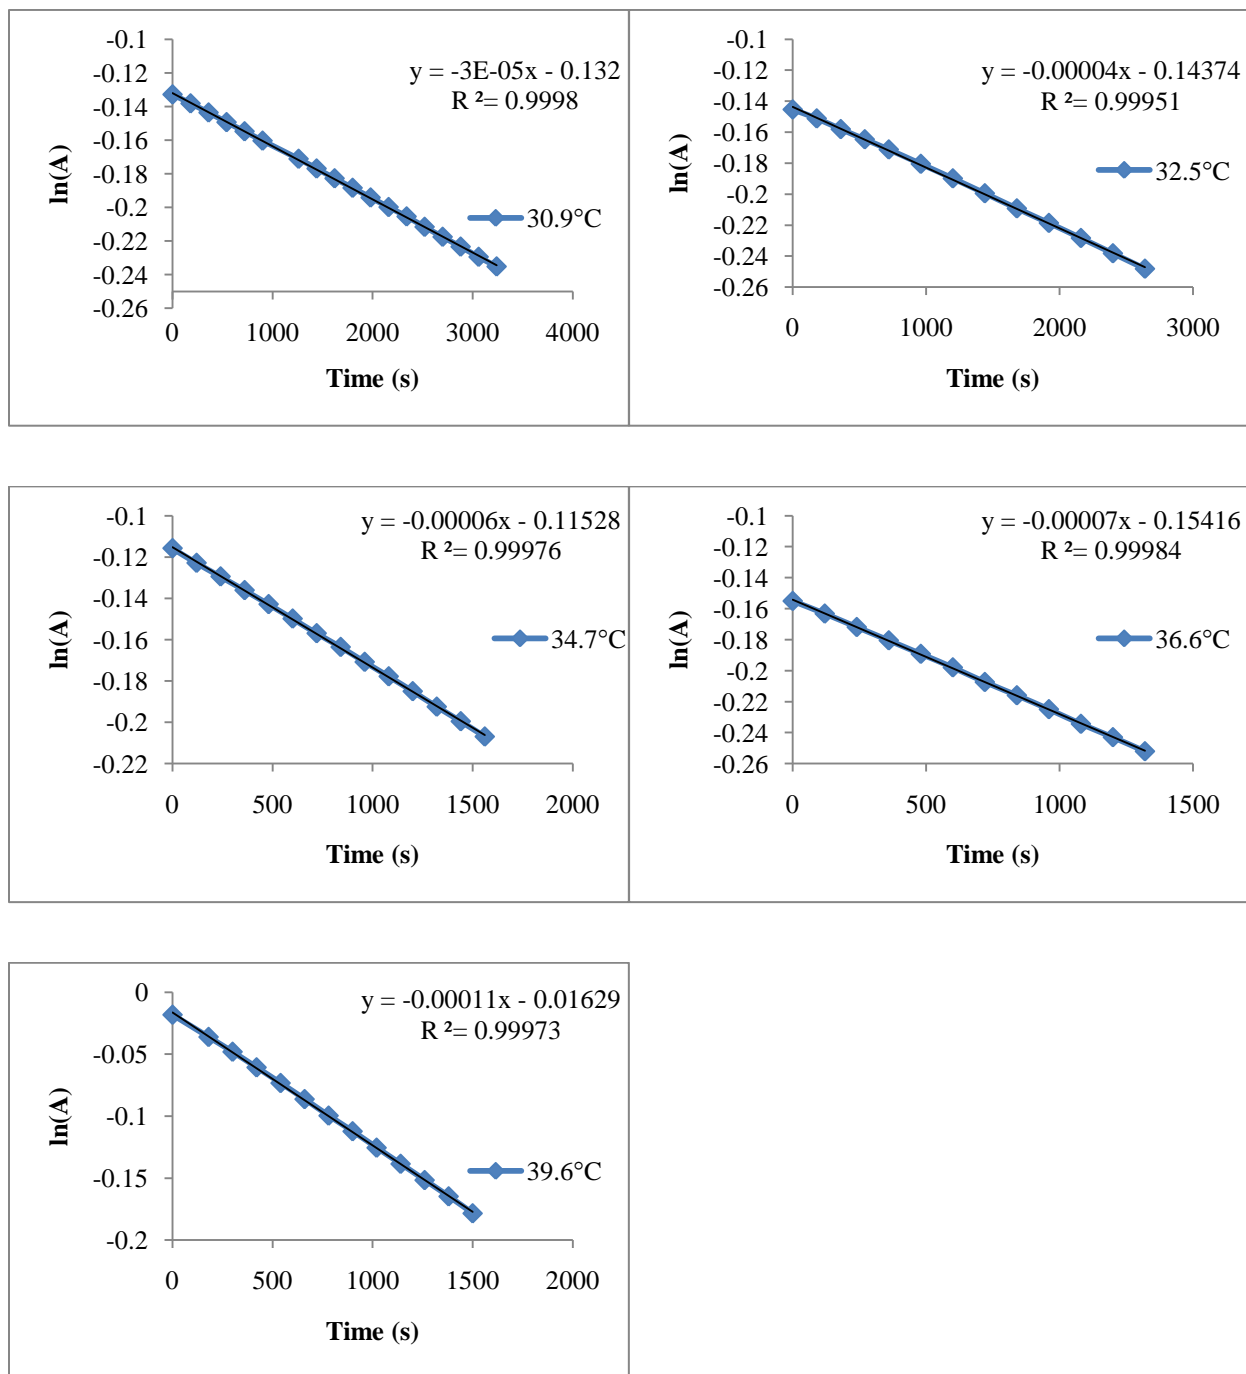 y = -3E-05x - 0.132
R ²= 0.9998
-0.1
-0.12
-0.14
-0.16
-0.18
-0.2
-0.22
-0.24
-0.26
0
1000
2000
3000
4000
ln(A)
Time (s)
30.9°C
y = -0.00004x - 0.14374
R ²= 0.99951
-0.1
-0.12
-0.14
-0.16
-0.18
-0.2
-0.22
-0.24
-0.26
0
1000
2000
3000
ln(A)
Time (s)
32.5°C
y = -0.00006x - 0.11528
R ²= 0.99976
-0.1
-0.12
-0.14
-0.16
-0.18
-0.2
-0.22
0
500
1000
1500
2000
ln(A)
Time (s)
34.7°C
y = -0.00007x - 0.15416
R ²= 0.99984
-0.1
-0.12
-0.14
-0.16
-0.18
-0.2
-0.22
-0.24
-0.26
0
500
1000
1500
ln(A)
Time (s)
36.6°C
y = -0.00011x - 0.01629
R ²= 0.99973
0
-0.05
-0.1
-0.15
-0.2
0
500
1000
1500
2000
ln(A)
Time (s)
39.6°C